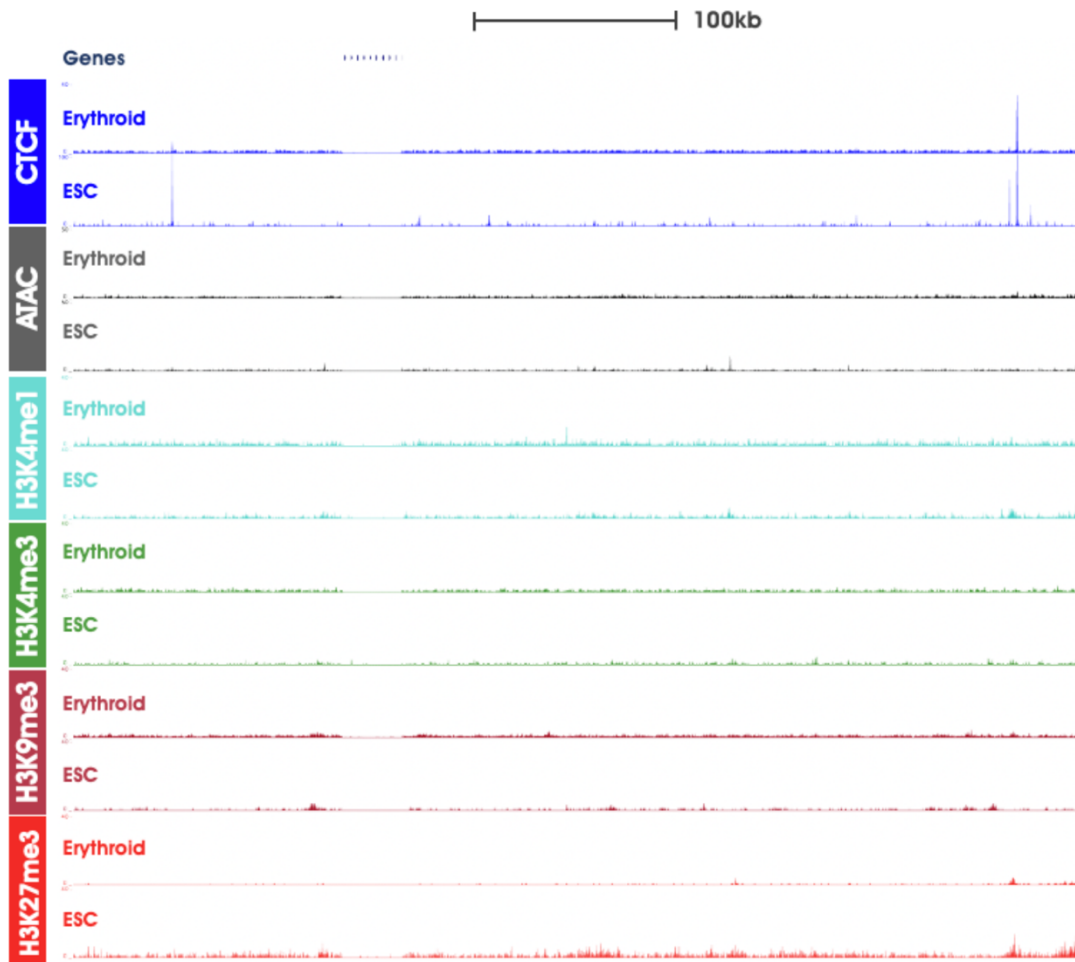 100kb
Genes
CTCF
Erythroid
ESC
ATAC
Erythroid
ESC
H3K4me1
Erythroid
ESC
H3K4me3
Erythroid
ESC
H3K9me3
Erythroid
ESC
H3K27me3
Erythroid
ESC